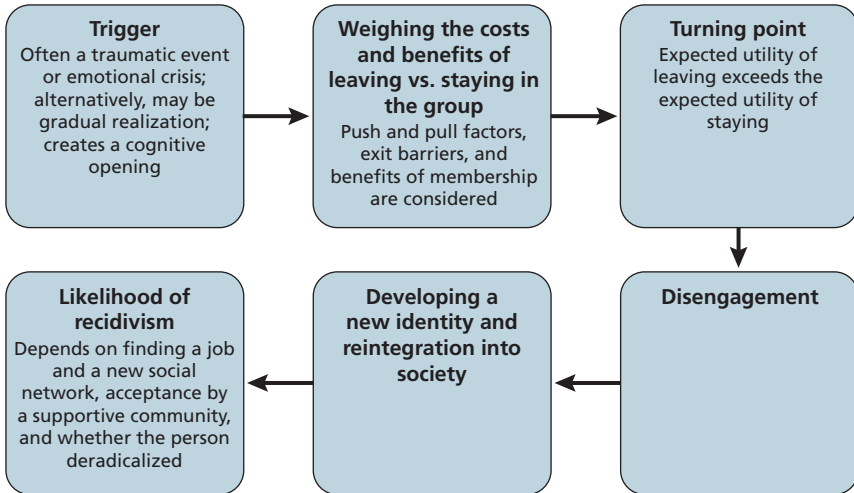 Trigger
Often a traumatic event
or emotional crisis;
alternatively, may be
gradual realization;
creates a cognitive
opening
Weighing the costs
and benefits of
leaving vs. staying in
the group
Push and pull factors,
exit barriers, and
benefits of membership
are considered
Turning point
Expected utility of
leaving exceeds the
expected utility of
staying
Disengagement
Developing a
new identity and
reintegration into
society
Likelihood of
recidivism
Depends on finding a job
and a new social
network, acceptance by
a supportive community,
and whether the person
deradicalized